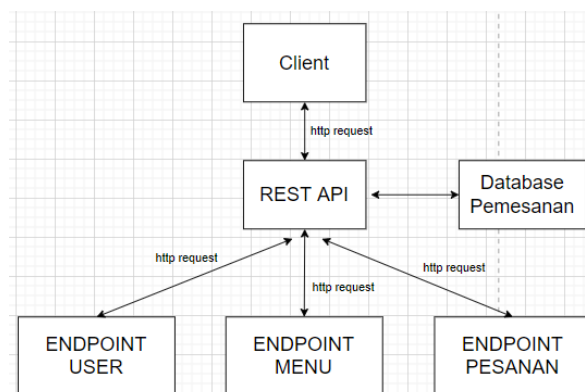 Client
http request
REST API
Database
Pemesanan
http request
http request
http request
ENDPOINT
USER
ENDPOINT
MENU
ENDPOINT
PESANAN